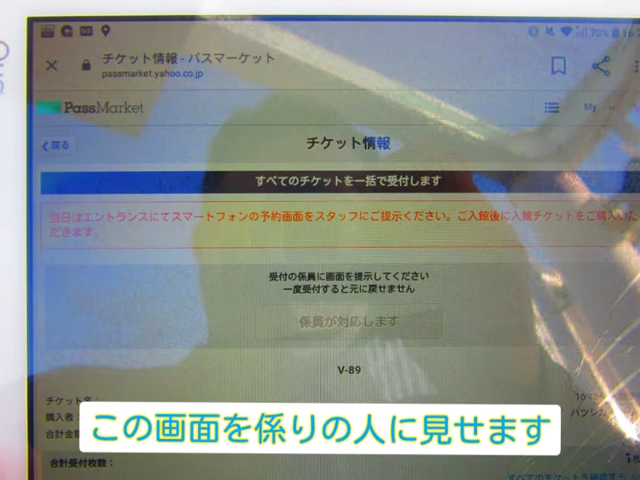 70% 16:2
チケット情報 - パスマーケット
passmarket.yahoo.co.jp
PassMarket
My
戻る
チケット情報
すべてのチケットを一括で受付します
当日はエントランスにてスマートフォンの予約画面をスタッフにご提示ください。ご入館後に入館チケットをご購入いた
だきます。
受付の係員に画面を提示してください
一度受付すると元に戻せません
係員が対応します
V-89
チケット名：
購入者：
合計金額
この画面を係りの人に見せます
合計受付枚数：